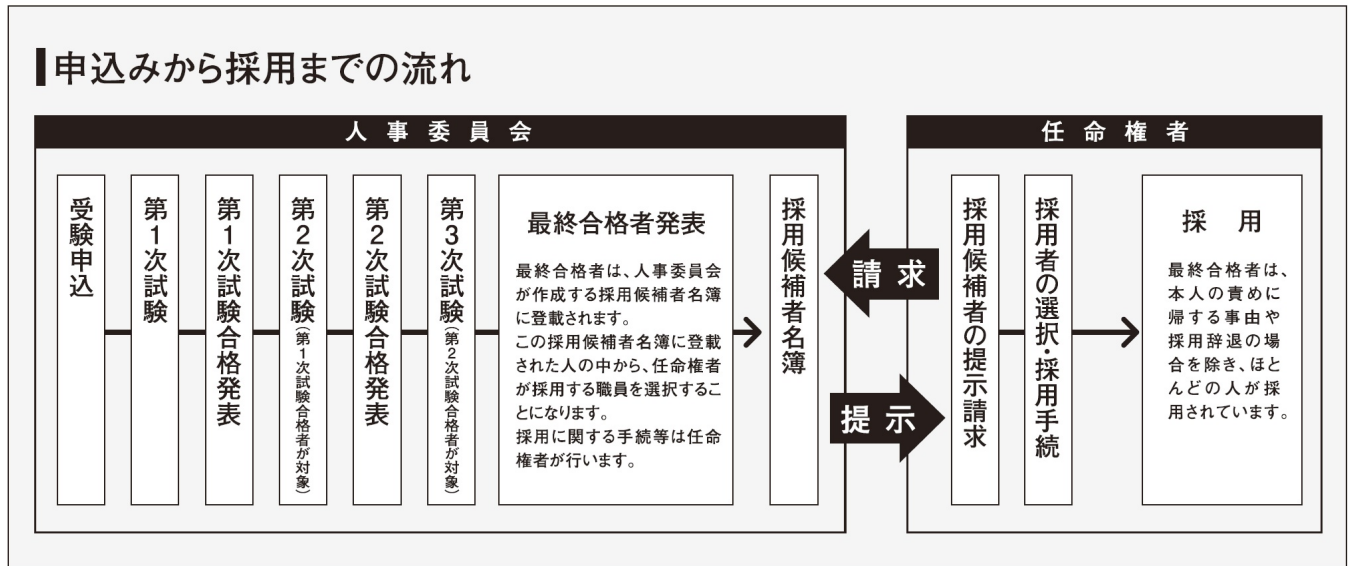 申込みから採用までの流れ
人事委員会
受験申込
第1次試験
第1次試験合格発表
第2次試験(第1次試験合格者が対象)
第2次試験合格発表
第3次試験(第2次試験合格者が対象)
最終合格者発表
最終合格者は、人事委員会
が作成する採用候補者名簿
に登載されます。
この採用候補者名簿に登載
された人の中から、任命権者
が採用する職員を選択するこ
とになります。
採用に関する手続等は任命
権者が行います。
採用候補者名簿
請求
提示
任命権者
採用候補者の提示請求
採用者の選択・採用手続
採用
最終合格者は、
本人の責めに
帰する事由や
採用辞退の場
合を除き、ほと
んどの人が採
用されています。